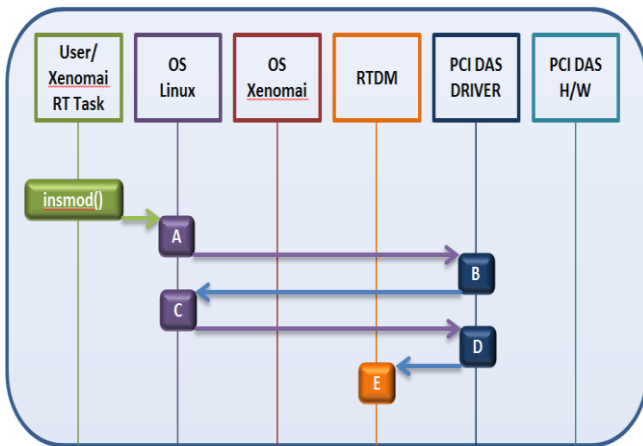 User/
Xenomai
RT Task
OS
Linux
OS
Xenomai
RTDM
PCI DAS
DRIVER
PCI DAS
H/W
insmod()
A
B
C
D
E